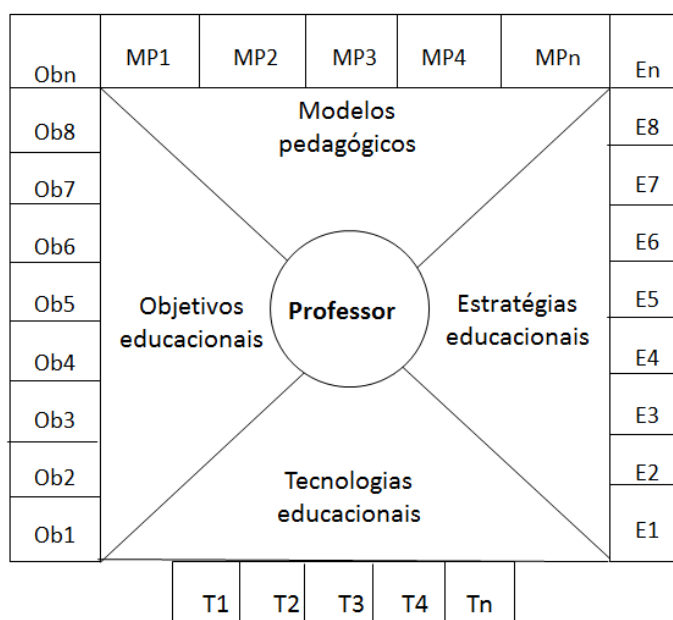 Obn
MP1
MP2
MP3
MP4
MPn
En
Modelos
pedagógicos
Ob8
Ob7
Ob6
Ob5
Ob4
Ob3
Ob2
Ob1
Objetivos
educacionais
Professor
Estratégias
educacionais
E8
E7
E6
E5
E4
E3
E2
E1
Tecnologias
educacionais
T1
T2
T3
T4
Tn